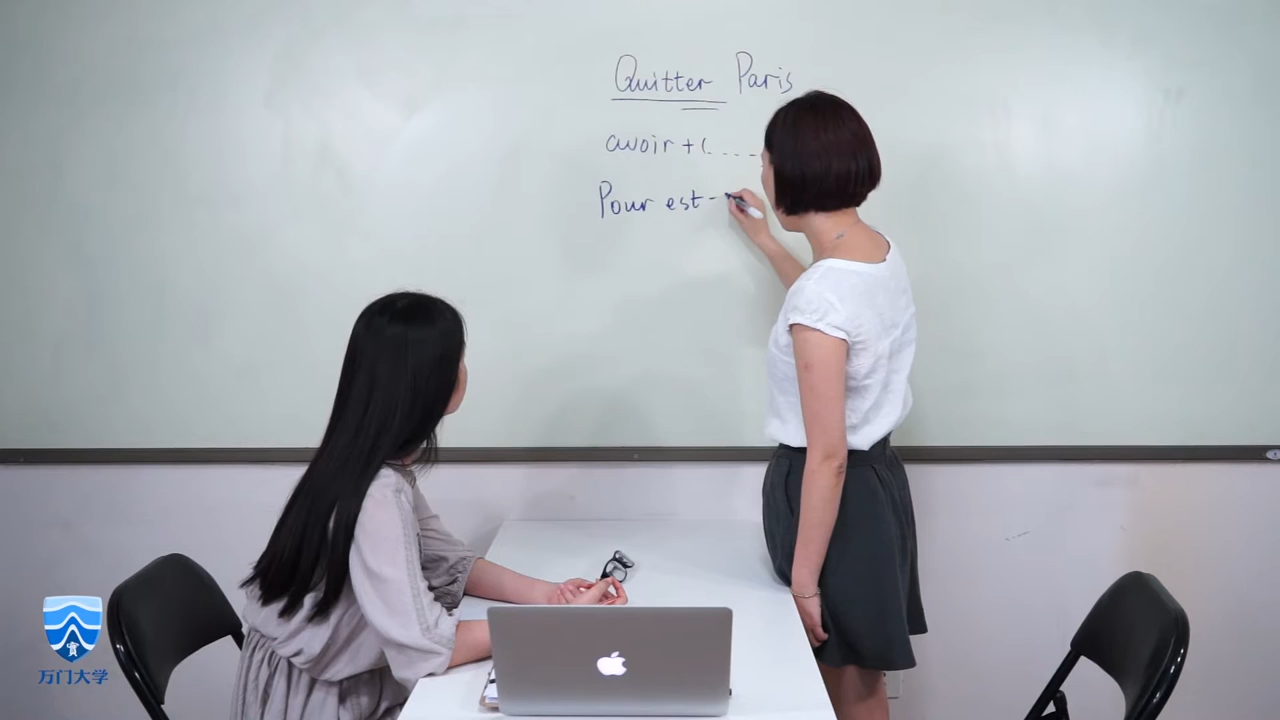 Quitter Paris
avoir + (.....
Pour est-
万门大学